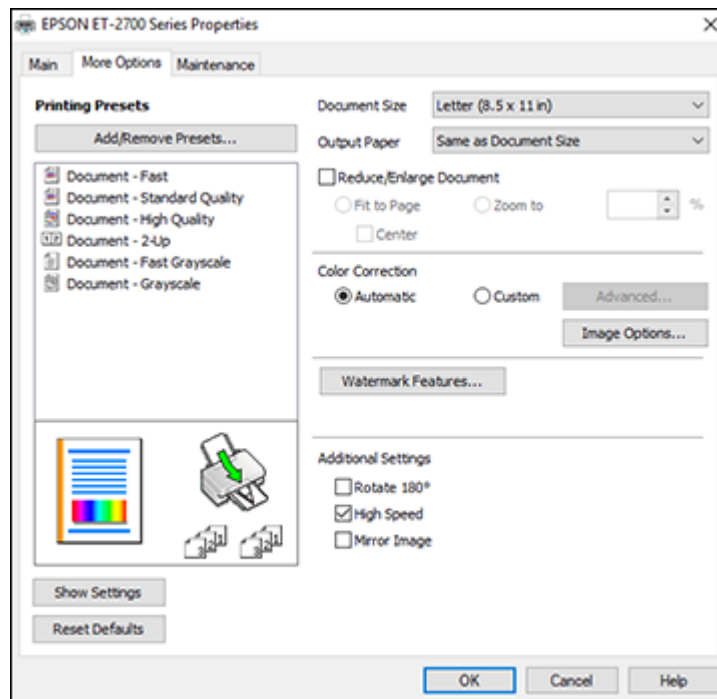 EPSON ET-2700 Series Properties
Main
More Options
Maintenance
Printing Presets
Add/Remove Presets...
Document - Fast
Document - Standard Quality
Document - High Quality
Document - 2-Up
Document - Fast Grayscale
Document - Grayscale
Show Settings
Reset Defaults
Document Size
Letter (8.5 x 11 in)
Output Paper
Same as Document Size
Reduce/Enlarge Document
Fit to Page
Zoom to
%
Center
Color Correction
Automatic
Custom
Advanced...
Image Options...
Watermark Features...
Additional Settings
Rotate 180°
High Speed
Mirror Image
OK
Cancel
Help